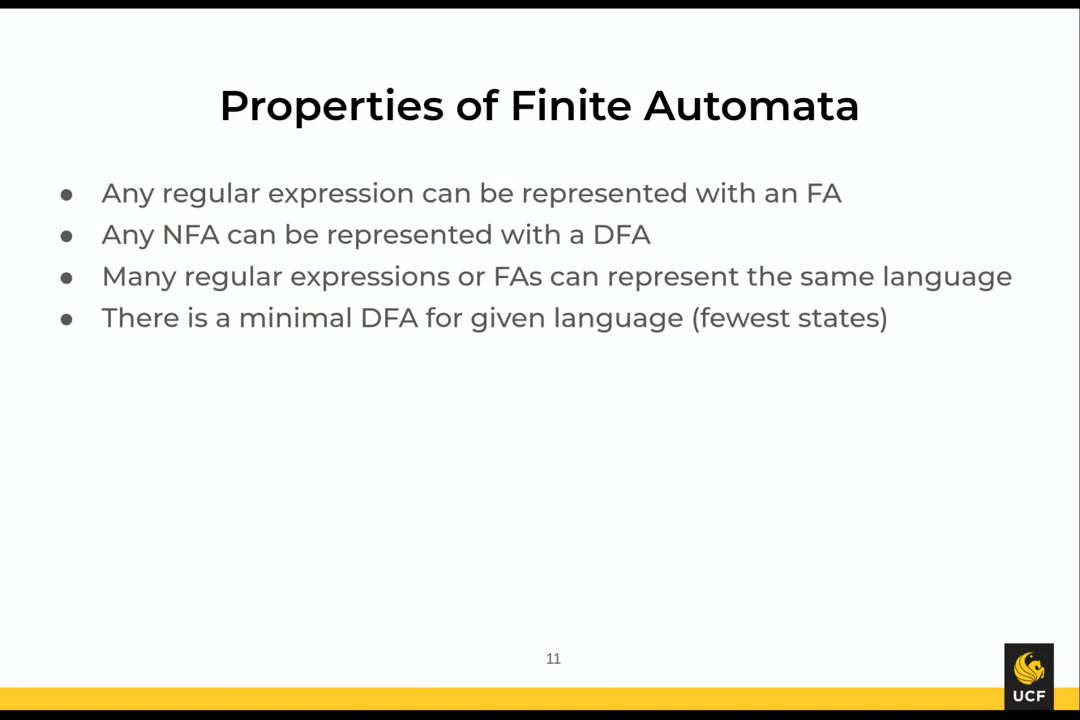 Properties of Finite Automata
● Any regular expression can be represented with an FA
● Any NFA can be represented with a DFA
● Many regular expressions or FAs can represent the same language
● There is a minimal DFA for given language (fewest states)
11
UCF